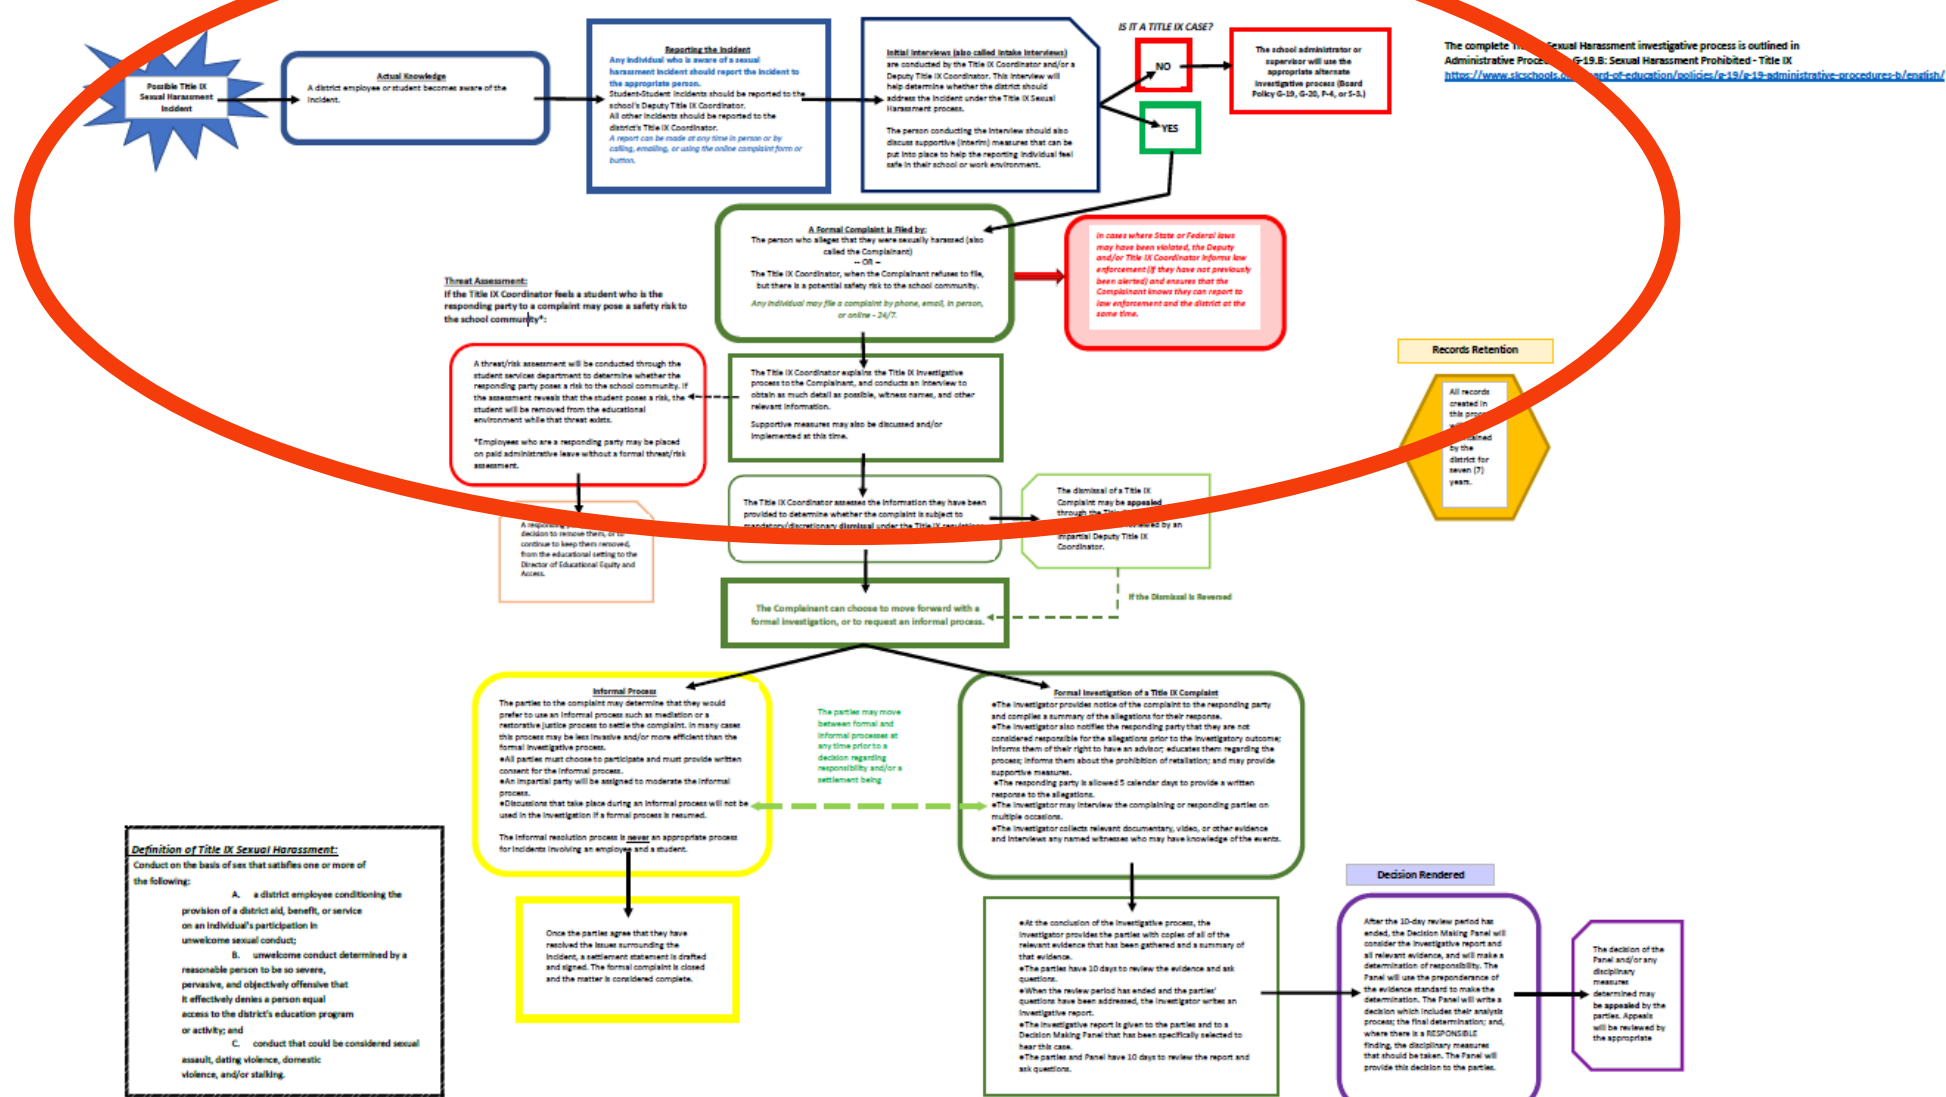 IS IT A TITLE IX CASE?
Possible Title IX
Sexual Harassment
Incident
Actual Knowledge
A district employee or student becomes aware of the
incident.
Reporting the Incident
Any individual who is aware of a sexual
harassment incident should report the incident to
the appropriate person.
Student-Student incidents should be reported to the
school's Deputy Title IX Coordinator.
All other incidents should be reported to the
district's Title IX Coordinator.
A report can be made at any time in person or by
calling, emailing, or using the online complaint form or
button.
Initial Interviews (also called Intake Interviews)
are conducted by the Title IX Coordinator and/or a
Deputy Title IX Coordinator. This interview will
help determine whether the district should
address the incident under the Title IX Sexual
Harassment process.
The person conducting the interview should also
discuss supportive (interim) measures that can be
put into place to help the reporting individual feel
safe in their school or work environment.
NO
YES
The school administrator or
supervisor will use the
appropriate alternate
investigative process (Board
Policy G-19, G-20, P-4, or S-3.)
The complete Sexual Harassment investigative process is outlined in
Administrative G-19.B: Sexual Harassment Prohibited - Title IX
https://www.slcschools. /board-of-education/policies/g-19/g-19-administrative-procedures-b/english/
A Formal Complaint is Filed by:
The person who alleges that they were sexually harassed (also
called the Complainant)
-- OR --
The Title IX Coordinator, when the Complainant refuses to file,
but there is a potential safety risk to the school community.
Any individual may file a complaint by phone, email, in person,
or online - 24/7.
In cases where State or Federal laws
may have been violated, the Deputy
and/or Title IX Coordinator informs law
enforcement (if they have not previously
been alerted) and ensures that the
Complainant knows they can report to
law enforcement and the district at the
same time.
Threat Assessment:
If the Title IX Coordinator feels a student who is the
responding party to a complaint may pose a safety risk to
the school community*:
A threat/risk assessment will be conducted through the
student services department to determine whether the
responding party poses a risk to the school community. If
the assessment reveals that the student poses a risk, the
student will be removed from the educational
environment while that threat exists.
*Employees who are a responding party may be placed
on paid administrative leave without a formal threat/risk
assessment.
The Title IX Coordinator explains the Title IX investigative
process to the Complainant, and conducts an interview to
obtain as much detail as possible, witness names, and other
relevant information.
Supportive measures may also be discussed and/or
implemented at this time.
Records Retention
All records
created in
this
by the
district for
seven (7)
years.
The Title IX Coordinator assesses the information they have been
provided to determine whether the complaint is subject to
mandatory/discretionary dismissal under the Title IX regulations
The dismissal of a Title IX
Complaint may be appealed
through the
by an
impartial Deputy Title IX
Coordinator.
A
decision to remove them, or to
continue to keep them removed,
from the educational setting to the
Director of Educational Equity and
Access.
The Complainant can choose to move forward with a
formal investigation, or to request an informal process.
If the Dismissal is Reversed
Informal Process
The parties to the complaint may determine that they would
prefer to use an informal process such as mediation or a
restorative justice process to settle the complaint. In many cases
this process may be less invasive and/or more efficient than the
formal investigative process.
●All parties must choose to participate and must provide written
consent for the informal process.
●An impartial party will be assigned to moderate the informal
process.
●Discussions that take place during an informal process will not be
used in the investigation if a formal process is resumed.
The informal resolution process is never an appropriate process
for incidents involving an employee and a student.
The parties may move
between formal and
informal processes at
any time prior to a
decision regarding
responsibility and/or a
settlement being
Formal Investigation of a Title IX Complaint
●The investigator provides notice of the complaint to the responding party
and compiles a summary of the allegations for their response.
●The investigator also notifies the responding party that they are not
considered responsible for the allegations prior to the investigatory outcome;
informs them of their right to have an advisor; educates them regarding the
process; informs them about the prohibition of retaliation; and may provide
supportive measures.
●The responding party is allowed 5 calendar days to provide a written
response to the allegations.
●The investigator may interview the complaining or responding parties on
multiple occasions.
●The investigator collects relevant documentary, video, or other evidence
and interviews any named witnesses who may have knowledge of the events.
Definition of Title IX Sexual Harassment:
Conduct on the basis of sex that satisfies one or more of
the following:
A. a district employee conditioning the
provision of a district aid, benefit, or service
on an individual's participation in
unwelcome sexual conduct;
B. unwelcome conduct determined by a
reasonable person to be so severe,
pervasive, and objectively offensive that
it effectively denies a person equal
access to the district's education program
or activity; and
C. conduct that could be considered sexual
assault, dating violence, domestic
violence, and/or stalking.
Once the parties agree that they have
resolved the issues surrounding the
incident, a settlement statement is drafted
and signed. The formal complaint is closed
and the matter is considered complete.
●At the conclusion of the investigative process, the
investigator provides the parties with copies of all of the
relevant evidence that has been gathered and a summary of
that evidence.
●The parties have 10 days to review the evidence and ask
questions.
●When the review period has ended and the parties'
questions have been addressed, the investigator writes an
investigative report.
●The investigative report is given to the parties and to a
Decision Making Panel that has been specifically selected to
hear this case.
●The parties and Panel have 10 days to review the report and
ask questions.
Decision Rendered
After the 10-day review period has
ended, the Decision Making Panel will
consider the investigative report and
all relevant evidence, and will make a
determination of responsibility. The
Panel will use the preponderance of
the evidence standard to make the
determination. The Panel will write a
decision which includes their analysis
process; the final determination; and,
where there is a RESPONSIBLE
finding, the disciplinary measures
that should be taken. The Panel will
provide this decision to the parties.
The decision of the
Panel and/or any
disciplinary
measures
determined may
be appealed by the
parties. Appeals
will be reviewed by
the appropriate